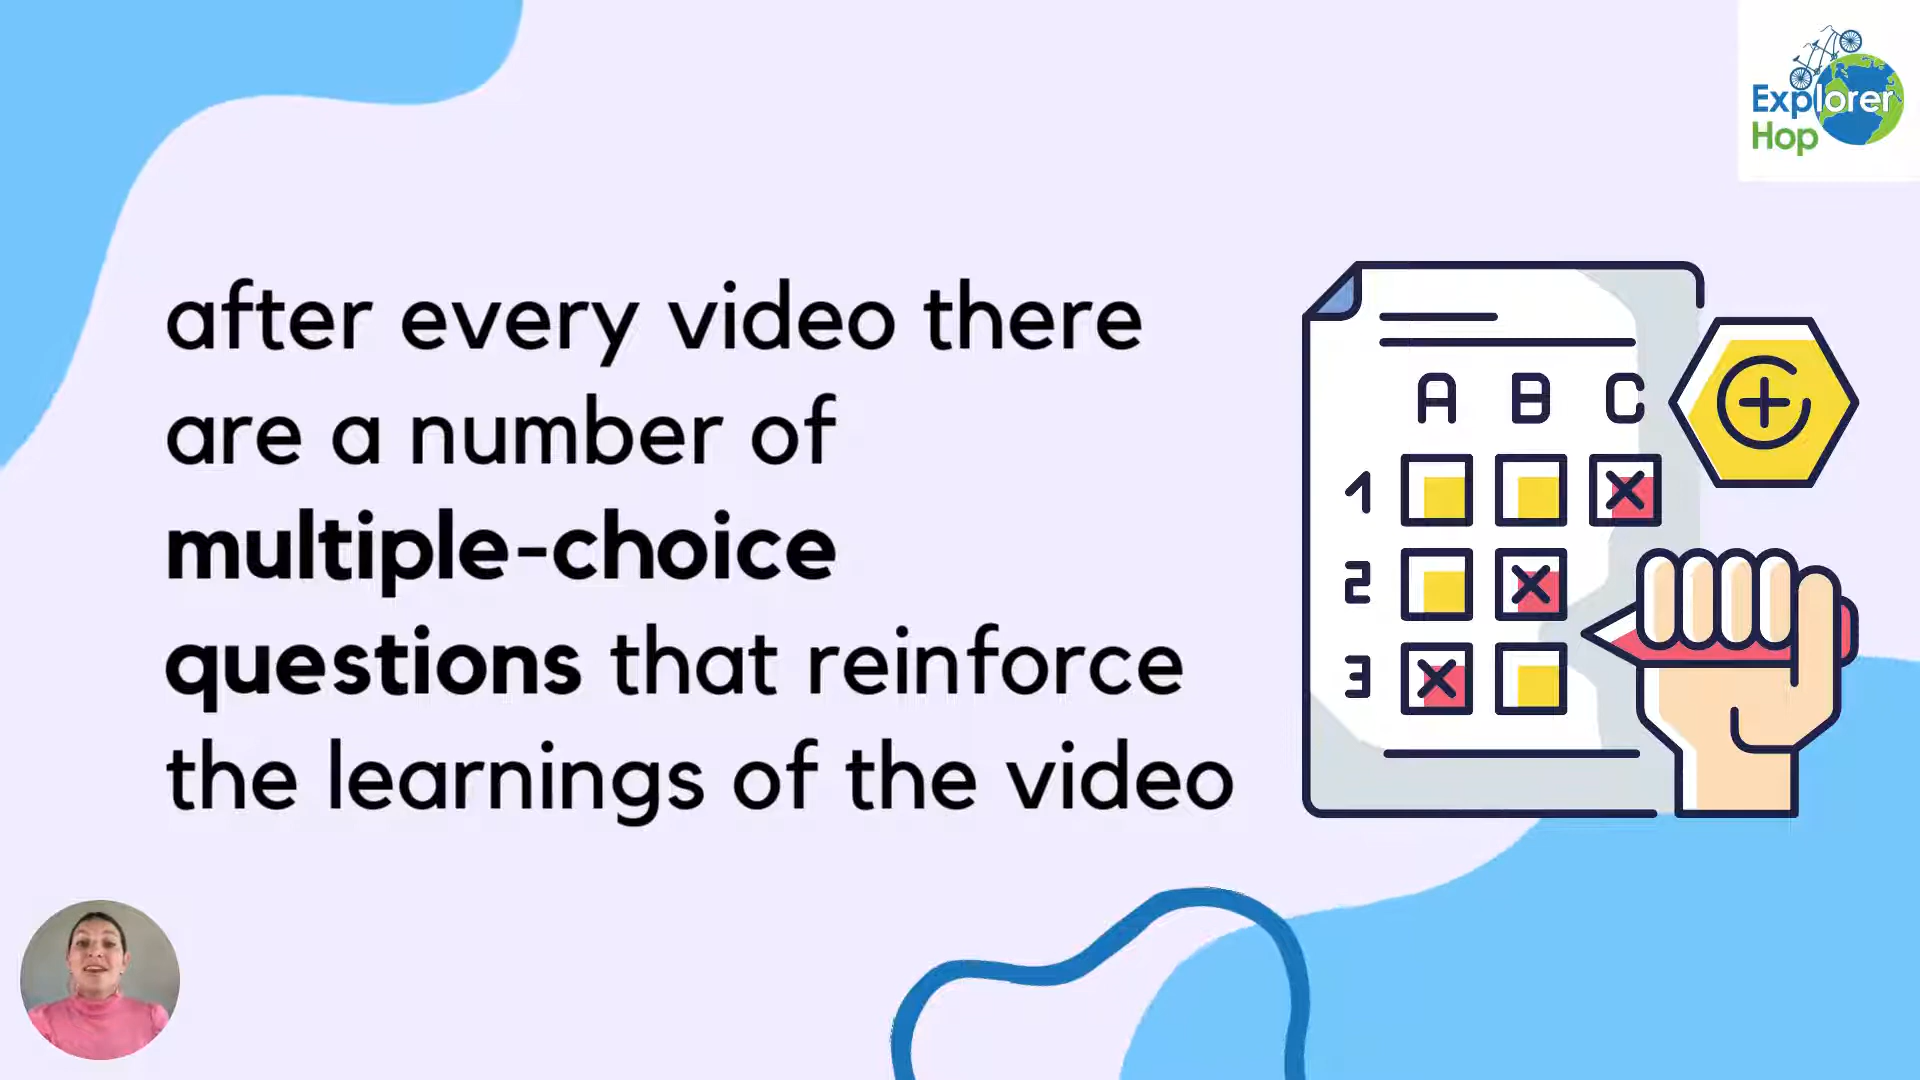 Explorer
Hop
after every video there
are a number of
multiple-choice
questions that reinforce
the learnings of the video
A B C
1
2
3